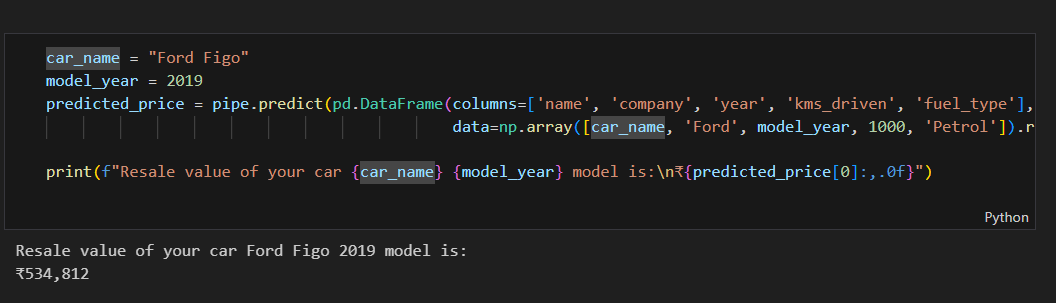 car_name = "Ford Figo"
model_year = 2019
predicted_price = pipe.predict(pd.DataFrame(columns=['name', 'company', 'year', 'kms_driven', 'fuel_type'],
data=np.array([car_name, 'Ford', model_year, 1000, 'Petrol']).r
print(f"Resale value of your car {car_name} {model_year} model is:\n₹{predicted_price[0]:,.0f}")
Python
Resale value of your car Ford Figo 2019 model is:
₹534,812